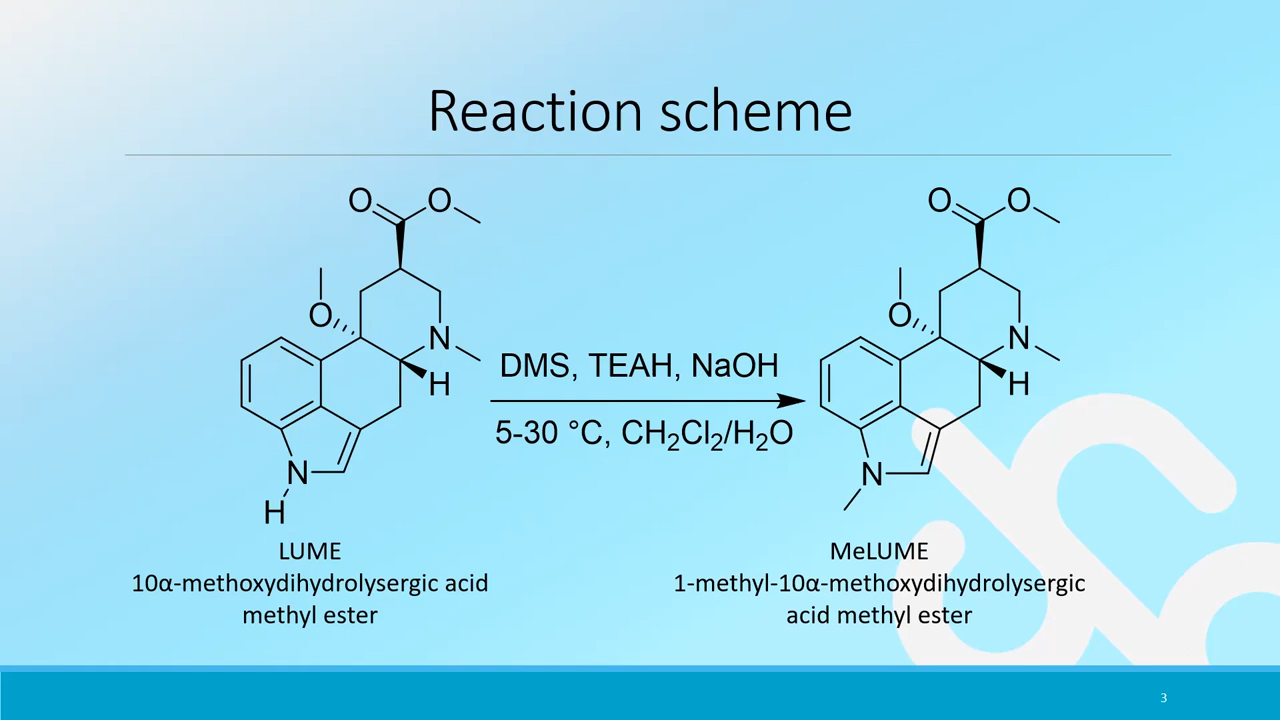 Reaction scheme
O O
O O
O N
O N
H
H
DMS, TEAH, NaOH
5-30 °C, CH₂Cl₂/H₂O
N
H
N
LUME
10α-methoxydihydrolysergic acid
methyl ester
MeLUME
1-methyl-10α-methoxydihydrolysergic
acid methyl ester
3